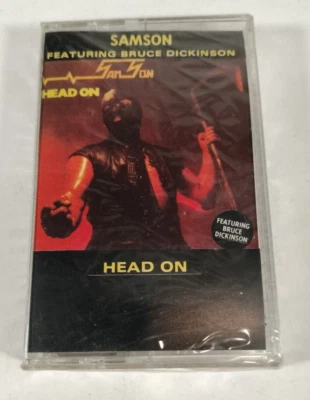 SAMSON
FEATURING BRUCE DICKINSON
SAMSON
HEAD ON
FEATURING
BRUCE
DICKINSON
HEAD ON